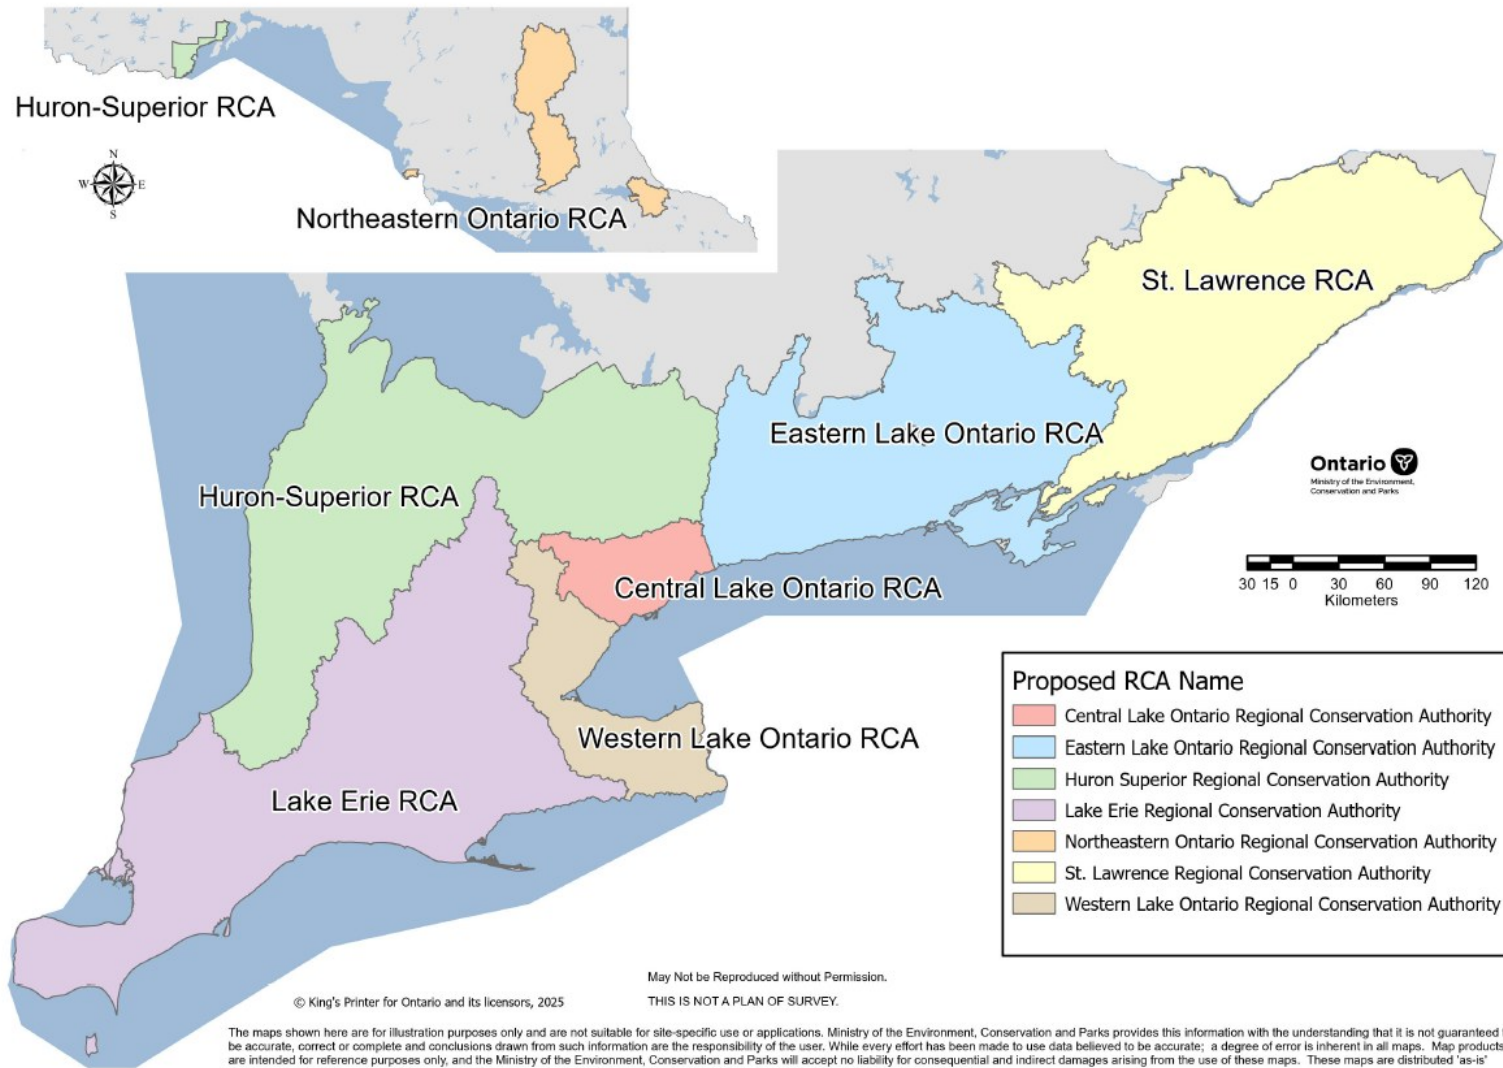 Huron-Superior RCA
N
W E
S
Northeastern Ontario RCA
St. Lawrence RCA
Eastern Lake Ontario RCA
Huron-Superior RCA
Central Lake Ontario RCA
Western Lake Ontario RCA
Lake Erie RCA
Ontario
Ministry of the Environment,
Conservation and Parks
30 15 0 30 60 90 120
Kilometers
Proposed RCA Name
Central Lake Ontario Regional Conservation Authority
Eastern Lake Ontario Regional Conservation Authority
Huron Superior Regional Conservation Authority
Lake Erie Regional Conservation Authority
Northeastern Ontario Regional Conservation Authority
St. Lawrence Regional Conservation Authority
Western Lake Ontario Regional Conservation Authority
May Not be Reproduced without Permission.
© King's Printer for Ontario and its licensors, 2025
THIS IS NOT A PLAN OF SURVEY.
The maps shown here are for illustration purposes only and are not suitable for site-specific use or applications. Ministry of the Environment, Conservation and Parks provides this information with the understanding that it is not guaranteed
be accurate, correct or complete and conclusions drawn from such information are the responsibility of the user. While every effort has been made to use data believed to be accurate; a degree of error is inherent in all maps. Map products
are intended for reference purposes only, and the Ministry of the Environment, Conservation and Parks will accept no liability for consequential and indirect damages arising from the use of these maps. These maps are distributed 'as-is'